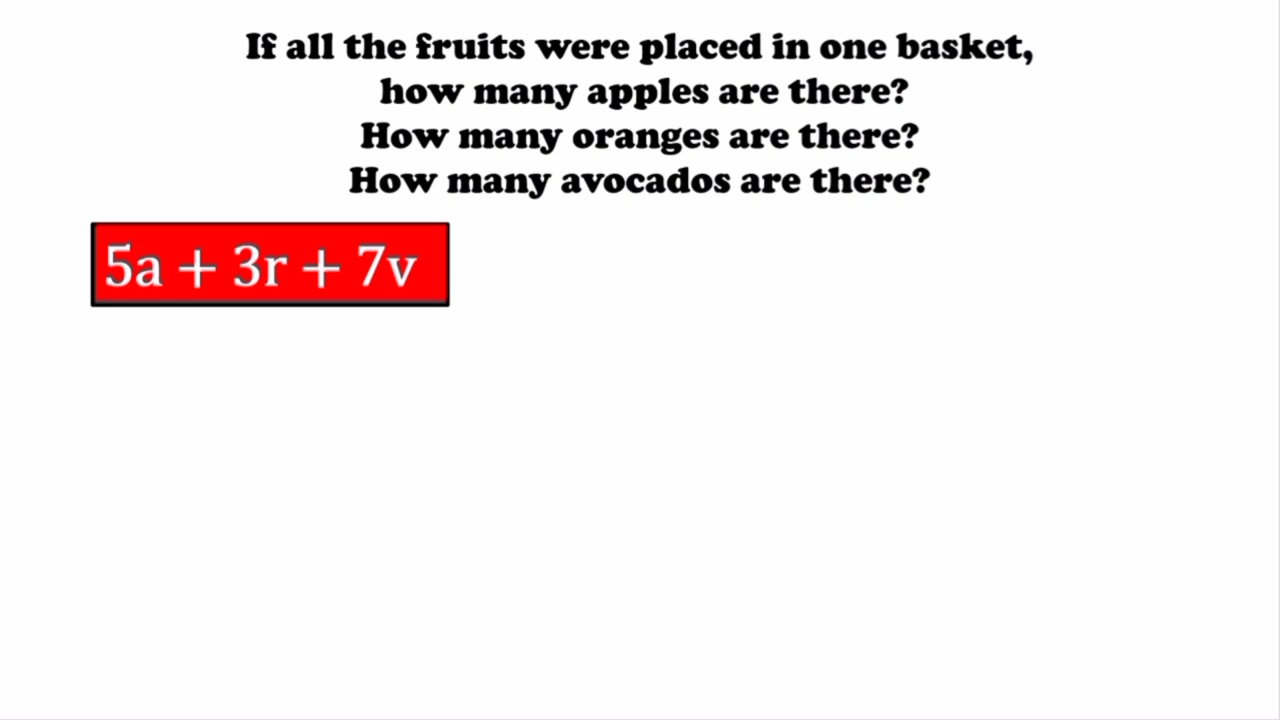 If all the fruits were placed in one basket,
how many apples are there?
How many oranges are there?
How many avocados are there?
5a + 3r + 7v